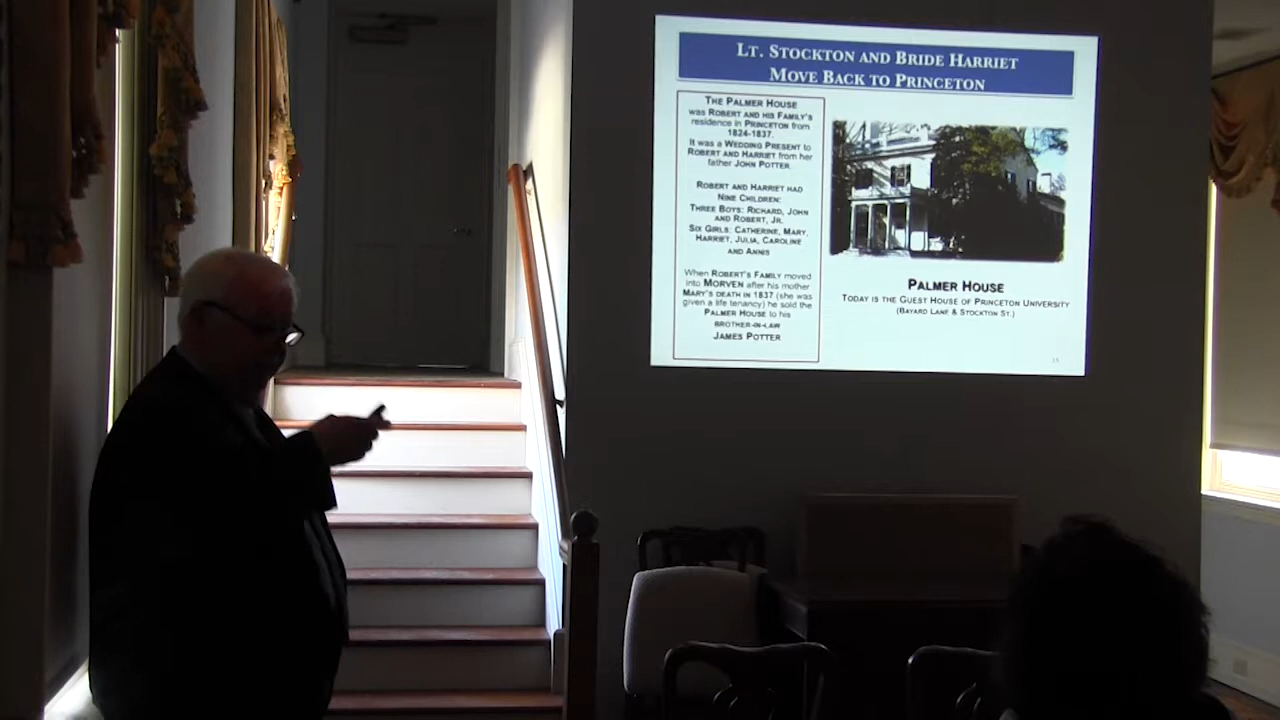 LT. STOCKTON AND BRIDE HARRIET
MOVE BACK TO PRINCETON
THE PALMER HOUSE
was ROBERT AND HIS FAMILY'S
residence in PRINCETON from
1824-1837.
It was a WEDDING PRESENT to
ROBERT AND HARRIET from her
father JOHN POTTER.
ROBERT AND HARRIET HAD
NINE CHILDREN:
THREE BOYS: RICHARD, JOHN
AND ROBERT, JR.
SIX GIRLS: CATHERINE, MARY,
HARRIET, JULIA, CAROLINE
AND ANNIS
When ROBERT'S FAMILY moved
into MORVEN after his mother
MARY'S DEATH IN 1837 (she was
given a life tenancy) he sold the
PALMER HOUSE to his
BROTHER-IN-LAW
JAMES POTTER
PALMER HOUSE
TODAY IS THE GUEST HOUSE OF PRINCETON UNIVERSITY
(BAYARD LANE & STOCKTON ST.)